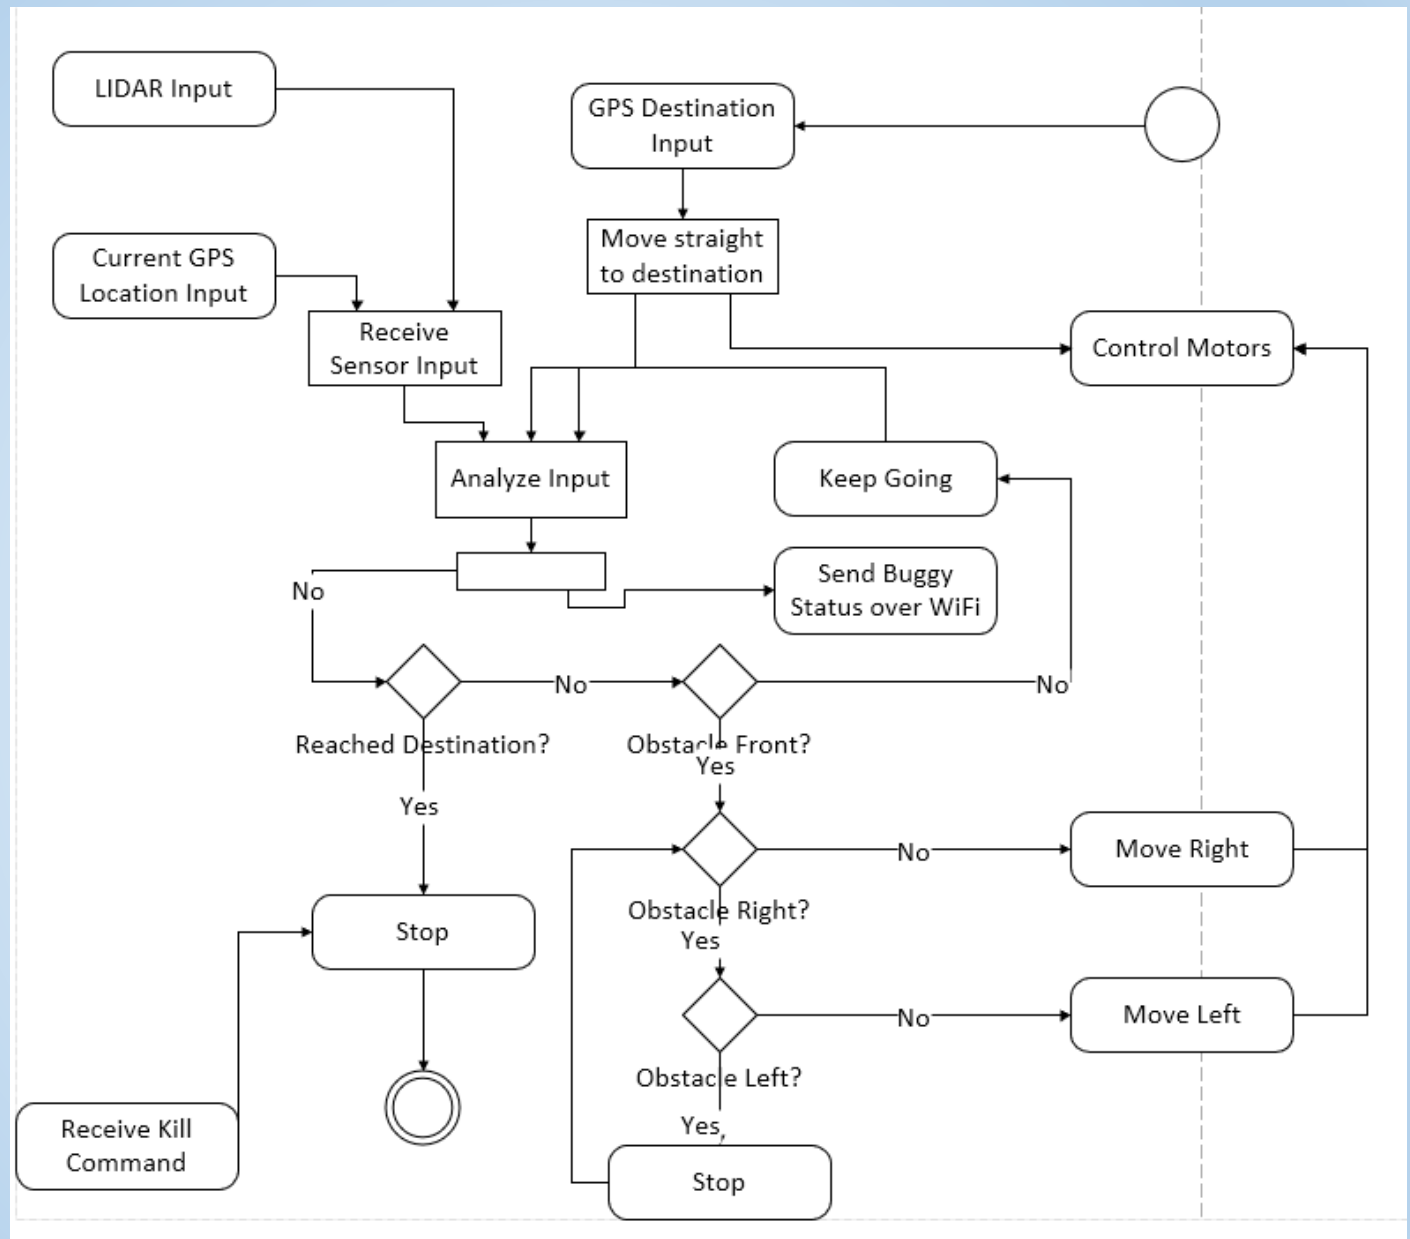 LIDAR Input
GPS Destination
Input
Move straight
to destination
Current GPS
Location Input
Receive
Sensor Input
Control Motors
Analyze Input
Keep Going
Send Buggy
Status over WiFi
No
No
No
Reached Destination?
Obstacle Front?
Yes
Yes
No
Move Right
Obstacle Right?
Stop
Yes
No
Move Left
Obstacle Left?
Yes,
Receive Kill
Command
Stop